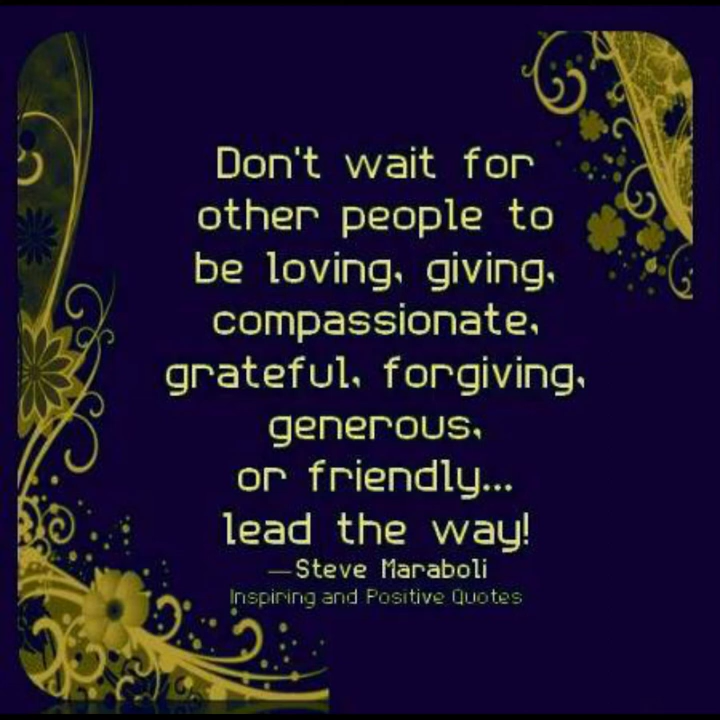 Don't wait for
other people to
be loving, giving,
compassionate,
grateful, forgiving,
generous,
or friendly...
lead the way!
—Steve Maraboli
Inspiring and Positive Quotes